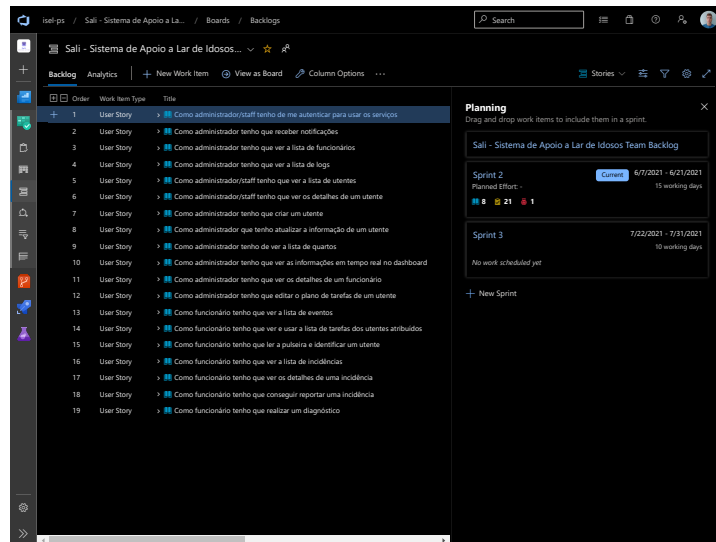 isel-ps / Sali - Sistema de Apoio a La... / Boards / Backlogs
Search
Sali - Sistema de Apoio a Lar de Idosos...
Backlog Analytics New Work Item View as Board Column Options ... Stories
Order Work Item Type Title
1 User Story Como administrador/staff tenho de me autenticar para usar os serviços
2 User Story Como administrador tenho que receber notificações
3 User Story Como administrador tenho que ver a lista de funcionários
4 User Story Como administrador tenho que ver a lista de logs
5 User Story Como administrador/staff tenho que ver a lista de utentes
6 User Story Como administrador/staff tenho que ver os detalhes de um utente
7 User Story Como administrador tenho que criar um utente
8 User Story Como administrador que tenho atualizar a informação de um utente
9 User Story Como administrador tenho de ver a lista de quartos
10 User Story Como administrador tenho que ver as informações em tempo real no dashboard
11 User Story Como administrador tenho que ver os detalhes de um funcionário
12 User Story Como administrador tenho que editar o plano de tarefas de um utente
13 User Story Como funcionário tenho que ver a lista de eventos
14 User Story Como funcionário tenho que ver e usar a lista de tarefas dos utentes atribuídos
15 User Story Como funcionário tenho que ler a pulseira e identificar um utente
16 User Story Como funcionário tenho que ver a lista de incidências
17 User Story Como funcionário tenho que ver os detalhes de uma incidência
18 User Story Como funcionário tenho que conseguir reportar uma incidência
19 User Story Como funcionário tenho que realizar um diagnóstico
Planning
Drag and drop work items to include them in a sprint.
Sali - Sistema de Apoio a Lar de Idosos Team Backlog
Sprint 2 Current 6/7/2021 - 6/21/2021
Planned Effort: - 15 working days
8 21 1
Sprint 3 7/22/2021 - 7/31/2021
10 working days
No work scheduled yet
New Sprint